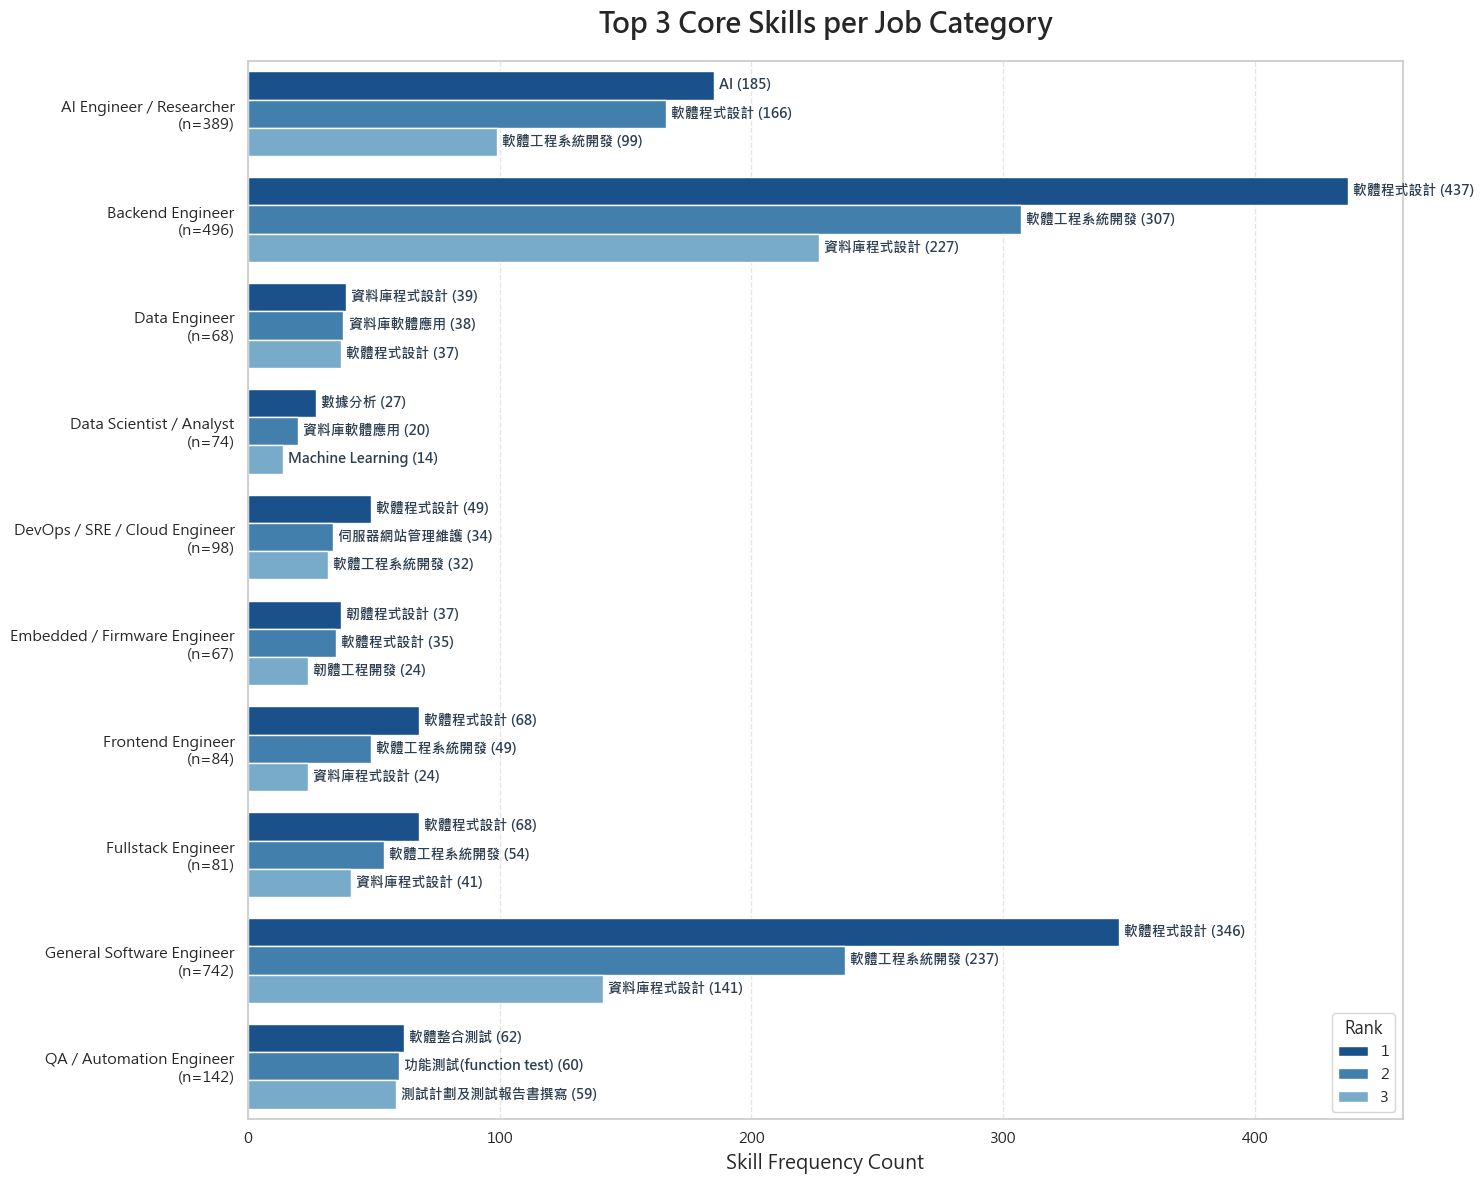 Top 3 Core Skills per Job Category
AI Engineer / Researcher
(n=389)
AI (185)
軟體程式設計 (166)
軟體工程系統開發 (99)
Backend Engineer
(n=496)
軟體程式設計 (437)
軟體工程系統開發 (307)
資料庫程式設計 (227)
Data Engineer
(n=68)
資料庫程式設計 (39)
資料庫軟體應用 (38)
軟體程式設計 (37)
Data Scientist / Analyst
(n=74)
數據分析 (27)
資料庫軟體應用 (20)
Machine Learning (14)
DevOps / SRE / Cloud Engineer
(n=98)
軟體程式設計 (49)
伺服器網站管理維護 (34)
軟體工程系統開發 (32)
Embedded / Firmware Engineer
(n=67)
韌體程式設計 (37)
軟體程式設計 (35)
韌體工程開發 (24)
Frontend Engineer
(n=84)
軟體程式設計 (68)
軟體工程系統開發 (49)
資料庫程式設計 (24)
Fullstack Engineer
(n=81)
軟體程式設計 (68)
軟體工程系統開發 (54)
資料庫程式設計 (41)
General Software Engineer
(n=742)
軟體程式設計 (346)
軟體工程系統開發 (237)
資料庫程式設計 (141)
QA / Automation Engineer
(n=142)
軟體整合測試 (62)
功能測試(function test) (60)
測試計劃及測試報告書撰寫 (59)
Rank
1
2
3
0
100
200
300
400
Skill Frequency Count